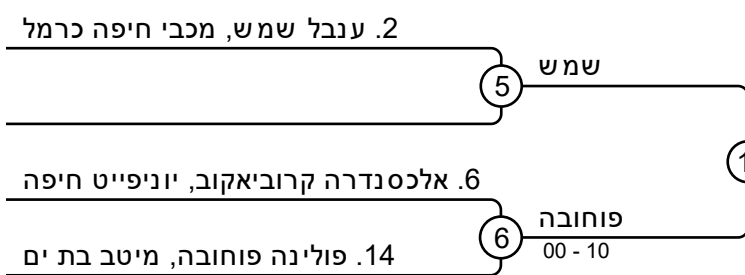 2. ענבל שמש, מכבי חיפה כרמל
שמש
5
6. אלכסנדרה קרוביאקוב, יוניפייט חיפה
1
פוחובה
6
00 - 10
14. פולינה פוחובה, מיטב בת ים